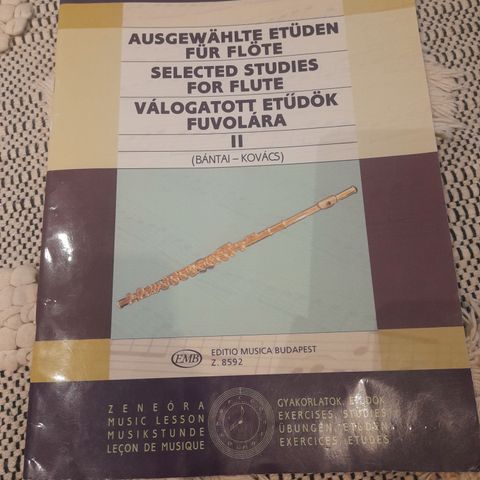 AUSGEWÄHLTE ETÜDEN
FÜR FLÖTE
SELECTED STUDIES
FOR FLUTE
VÁLOGATOTT ETŰDÖK
FUVOLÁRA
II
(BÁNTAI – KOVÁCS)
EMB
EDITIO MUSICA BUDAPEST
Z. 8592
ZENEÓRA
MUSIC LESSON
MUSIKSTUNDE
LEÇON DE MUSIQUE
GYAKORLATOK, ETŰDÖK
EXERCISES, STUDIES
ÜBUNGEN, ETÜDEN
EXERCICES, ETUDES